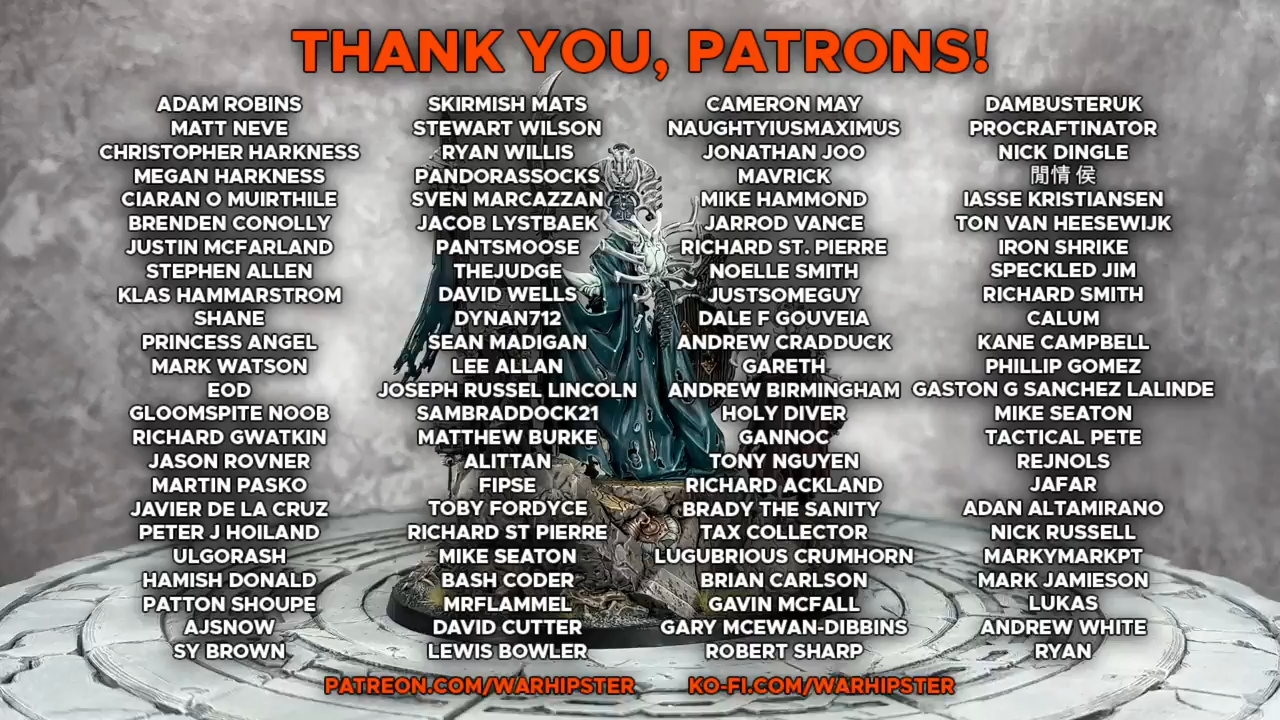 THANK YOU, PATRONS!
ADAM ROBINS
MATT NEVE
CHRISTOPHER HARKNESS
MEGAN HARKNESS
CIARAN O MUIRTHILE
BRENDEN CONOLLY
JUSTIN MCFARLAND
STEPHEN ALLEN
KLAS HAMMARSTROM
SHANE
PRINCESS ANGEL
MARK WATSON
EOD
GLOOMSPITE NOOB
RICHARD GWATKIN
JASON ROVNER
MARTIN PASKO
JAVIER DE LA CRUZ
PETER J HOILAND
ULGORASH
HAMISH DONALD
PATTON SHOUPE
AJSNOW
SY BROWN
SKIRMISH MATS
STEWART WILSON
RYAN WILLIS
PANDORASSOCKS
SVEN MARCAZZAN
JACOB LYSTBAEK
PANTSMOOSE
THEJUDGE
DAVID WELLS
DYNAN712
SEAN MADIGAN
LEE ALLAN
JOSEPH RUSSEL LINCOLN
SAMBRADDOCK21
MATTHEW BURKE
ALITTAN
FIPSE
TOBY FORDYCE
RICHARD ST PIERRE
MIKE SEATON
BASH CODER
MRFLAMMEL
DAVID CUTTER
LEWIS BOWLER
CAMERON MAY
NAUGHTYIUSMAXIMUS
JONATHAN JOO
MAVRICK
MIKE HAMMOND
JARROD VANCE
RICHARD ST. PIERRE
NOELLE SMITH
JUSTSOMEGUY
DALE F GOUVEIA
ANDREW CRADDUCK
GARETH
ANDREW BIRMINGHAM
HOLY DIVER
GANNOC
TONY NGUYEN
RICHARD ACKLAND
BRADY THE SANITY
TAX COLLECTOR
LUGUBRIOUS CRUMHORN
BRIAN CARLSON
GAVIN MCFALL
GARY MCEWAN-DIBBINS
ROBERT SHARP
DAMBUSTERUK
PROCRAFTINATOR
NICK DINGLE
閒情 侯
IASSE KRISTIANSEN
TON VAN HEESEWIJK
IRON SHRIKE
SPECKLED JIM
RICHARD SMITH
CALUM
KANE CAMPBELL
PHILLIP GOMEZ
GASTON G SANCHEZ LALINDE
MIKE SEATON
TACTICAL PETE
REJNOLS
JAFAR
ADAN ALTAMIRANO
NICK RUSSELL
MARKYMARKPT
MARK JAMIESON
LUKAS
ANDREW WHITE
RYAN
PATREON.COM/WARHIPSTER
KO-FI.COM/WARHIPSTER